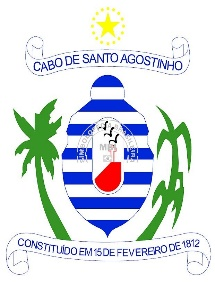 CABO DE SANTO AGOSTINHO
CONSTITUÍDO EM 15 DE FEVEREIRO DE 1812